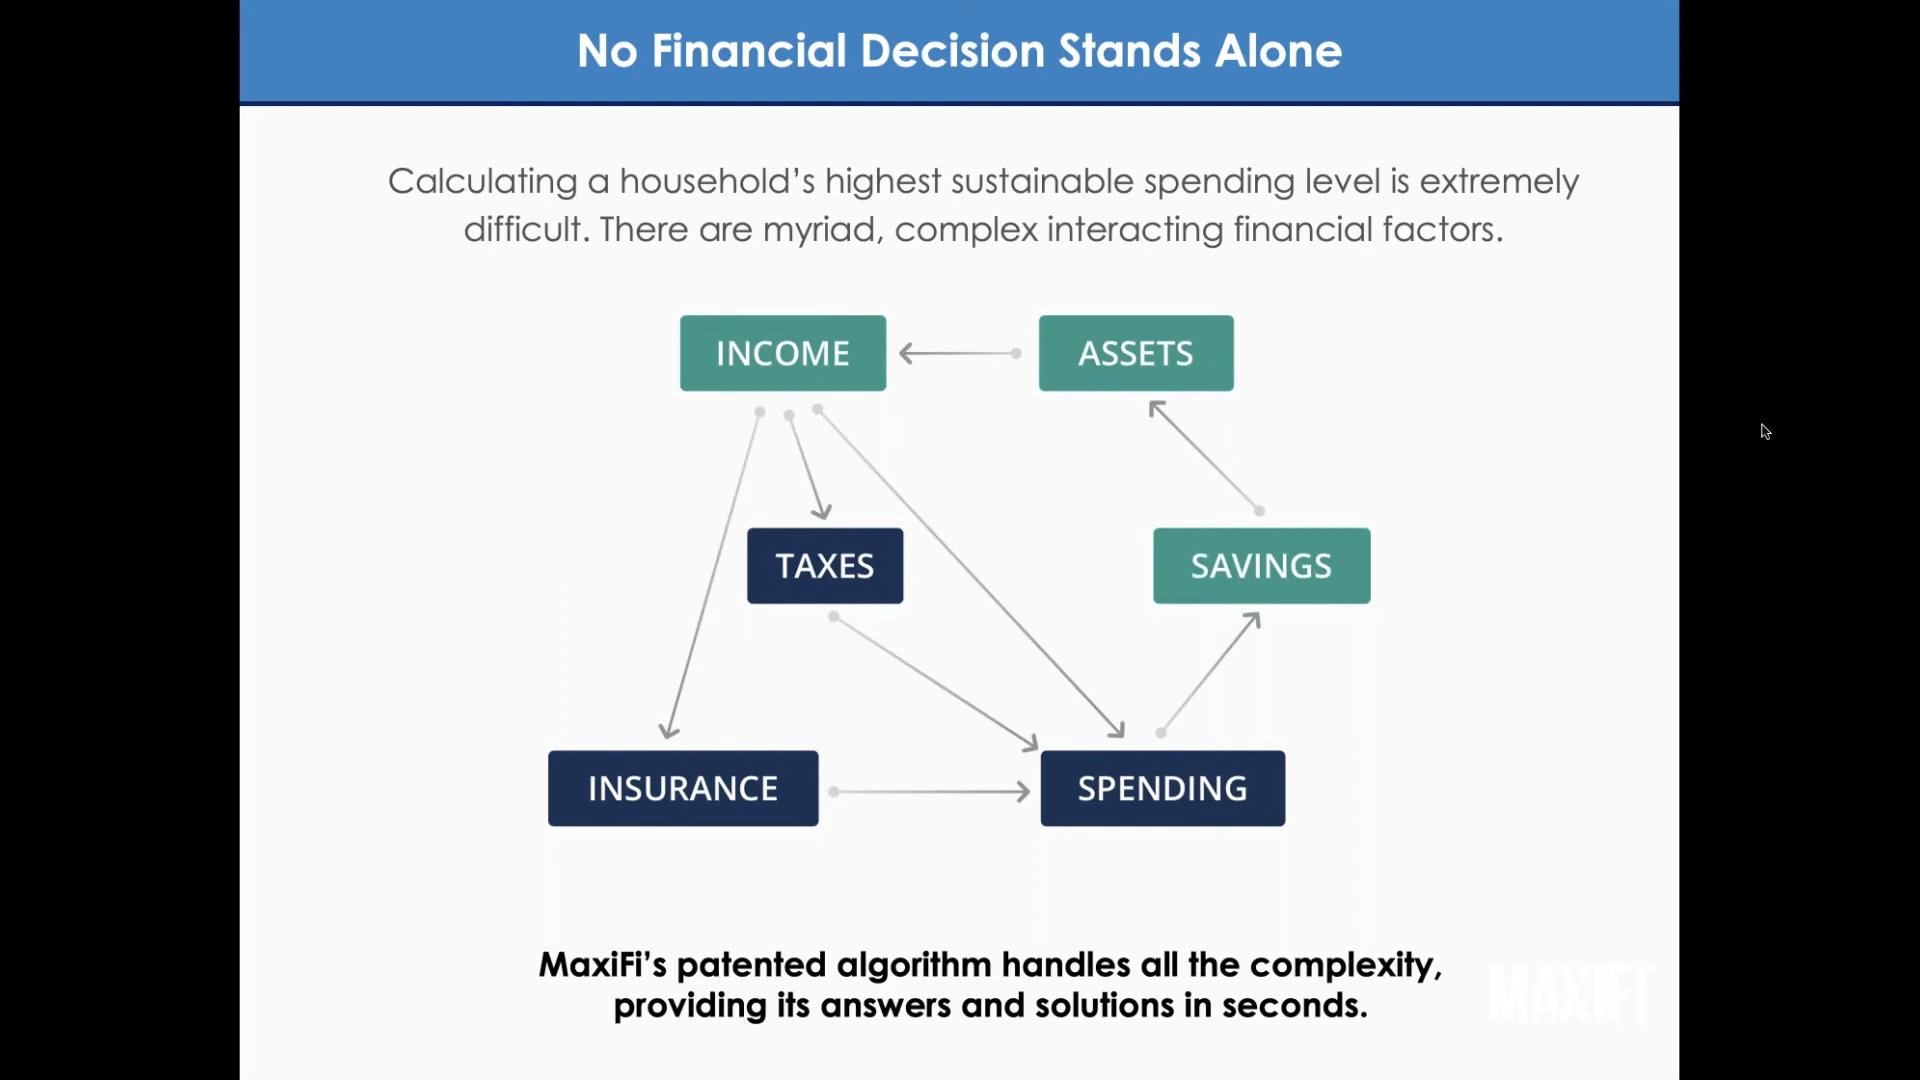 No Financial Decision Stands Alone
Calculating a household's highest sustainable spending level is extremely
difficult. There are myriad, complex interacting financial factors.
INCOME
ASSETS
TAXES
SAVINGS
INSURANCE
SPENDING
MaxiFi's patented algorithm handles all the complexity,
providing its answers and solutions in seconds.
MAXIFI